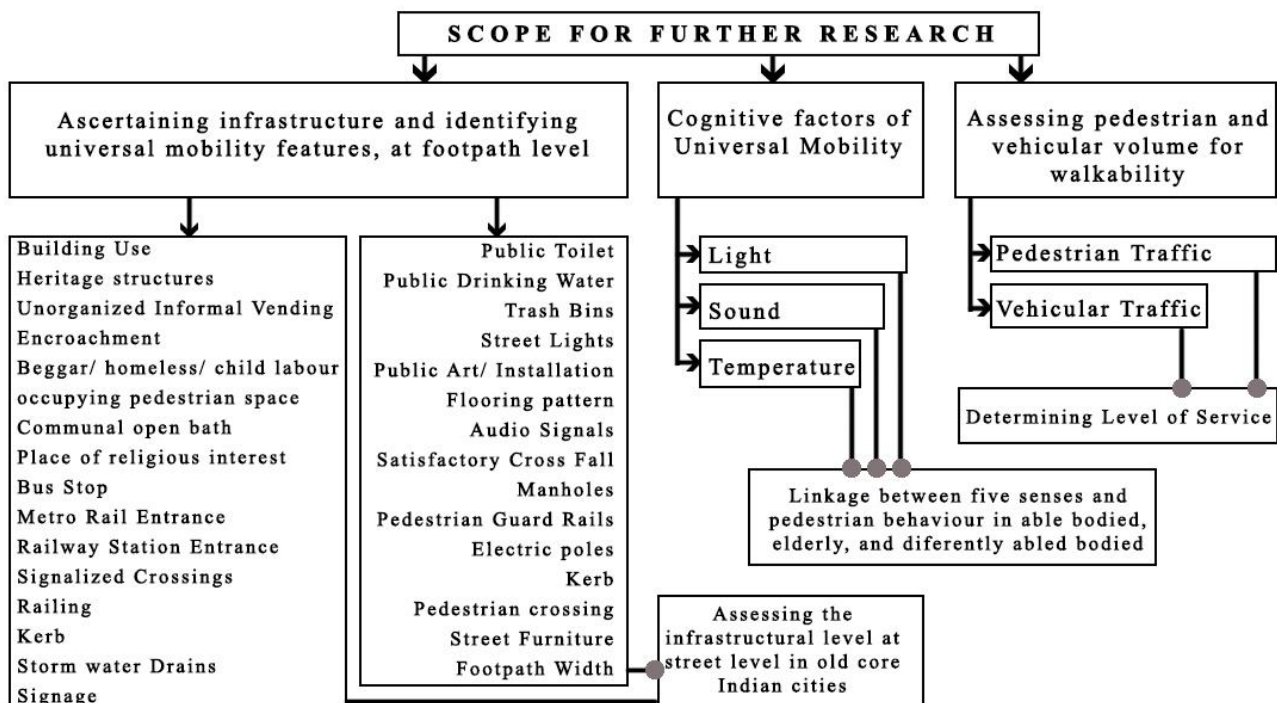 SCOPE FOR FURTHER RESEARCH
Ascertaining infrastructure and identifying
universal mobility features, at footpath level
Building Use
Heritage structures
Unorganized Informal Vending
Encroachment
Beggar/ homeless/ child labour
occupying pedestrian space
Communal open bath
Place of religious interest
Bus Stop
Metro Rail Entrance
Railway Station Entrance
Signalized Crossings
Railing
Kerb
Storm water Drains
Signage
Public Toilet
Public Drinking Water
Trash Bins
Street Lights
Public Art/ Installation
Flooring pattern
Audio Signals
Satisfactory Cross Fall
Manholes
Pedestrian Guard Rails
Electric poles
Kerb
Pedestrian crossing
Street Furniture
Footpath Width
Assessing the
infrastructural level at
street level in old core
Indian cities
Cognitive factors of
Universal Mobility
Light
Sound
Temperature
Linkage between five senses and
pedestrian behaviour in able bodied,
elderly, and diferently abled bodied
Assessing pedestrian and
vehicular volume for
walkability
Pedestrian Traffic
Vehicular Traffic
Determining Level of Service